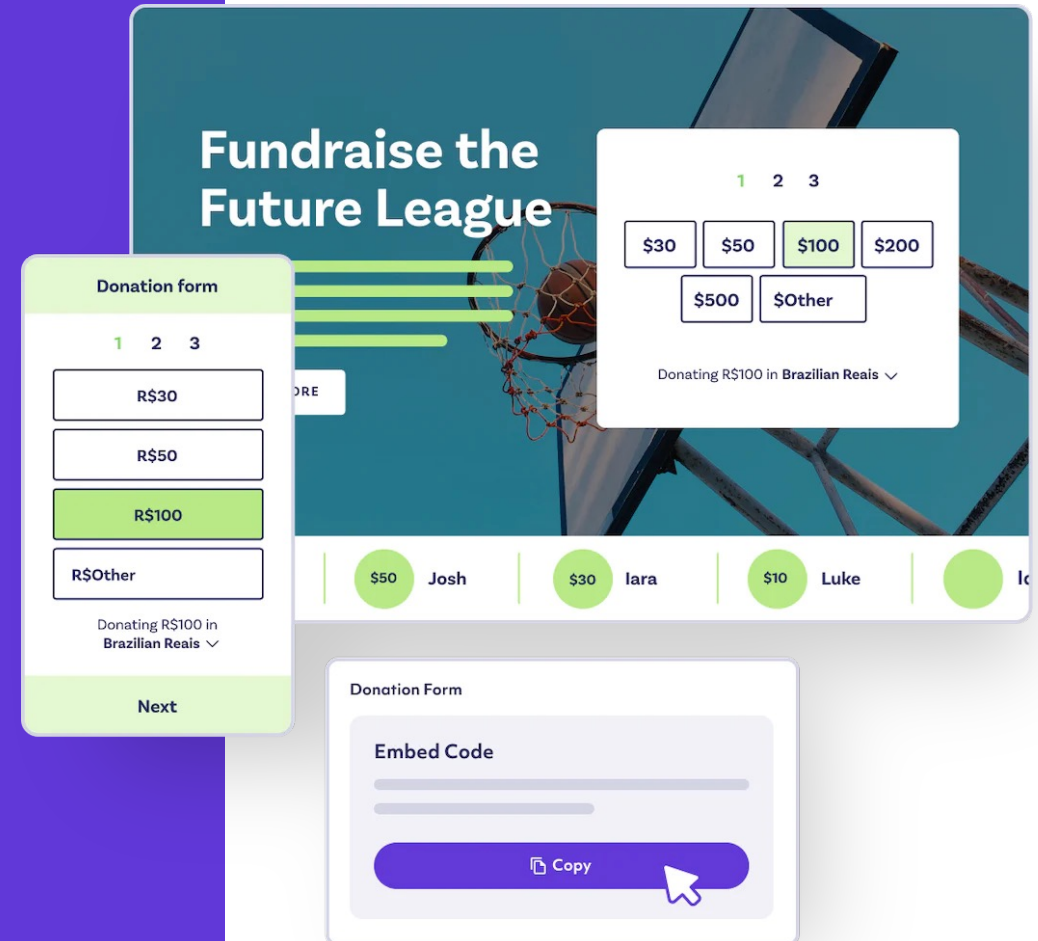 Fundraise the
Future League
1 2 3
$30 $50 $100 $200
$500 $Other
Donating R$100 in Brazilian Reais
Donation form
1 2 3
R$30
R$50
R$100
R$Other
Donating R$100 in
Brazilian Reais
Next
$50 Josh $30 Iara $10 Luke
Donation Form
Embed Code
Copy